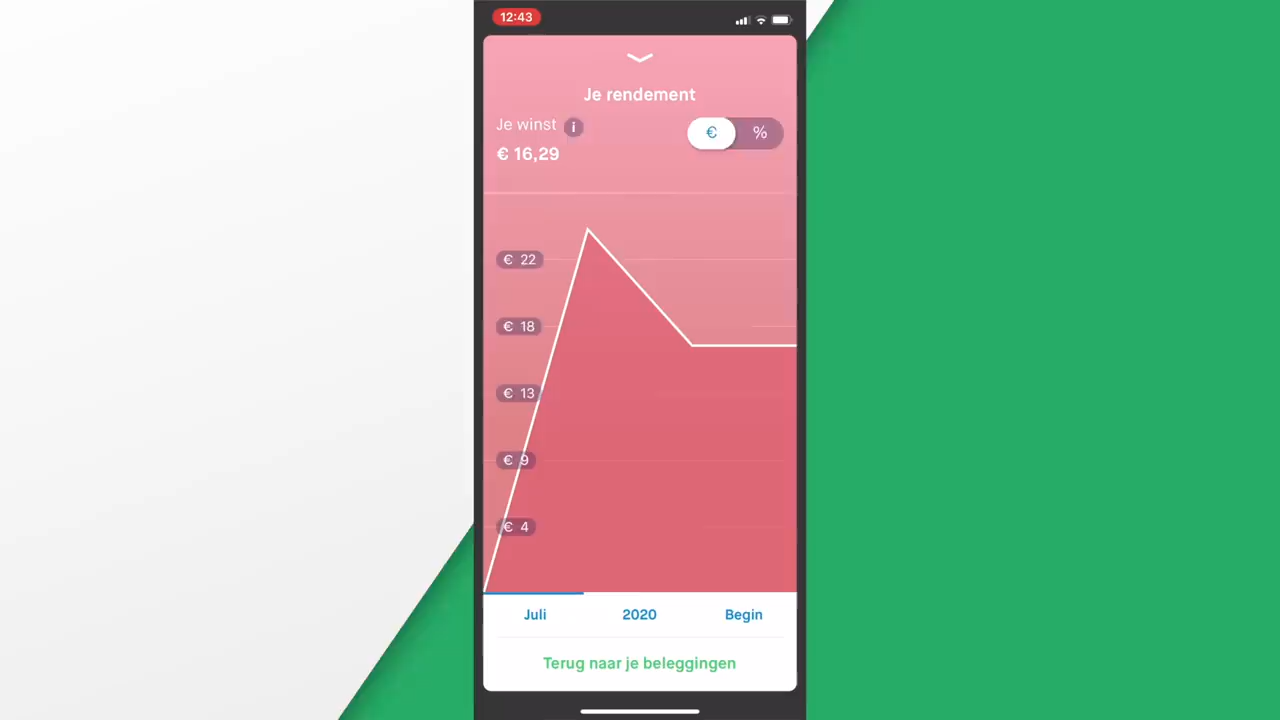 12:43
Je rendement
Je winst i
€ 16,29
€ %
€ 22
€ 18
€ 13
€ 9
€ 4
Juli 2020 Begin
Terug naar je beleggingen